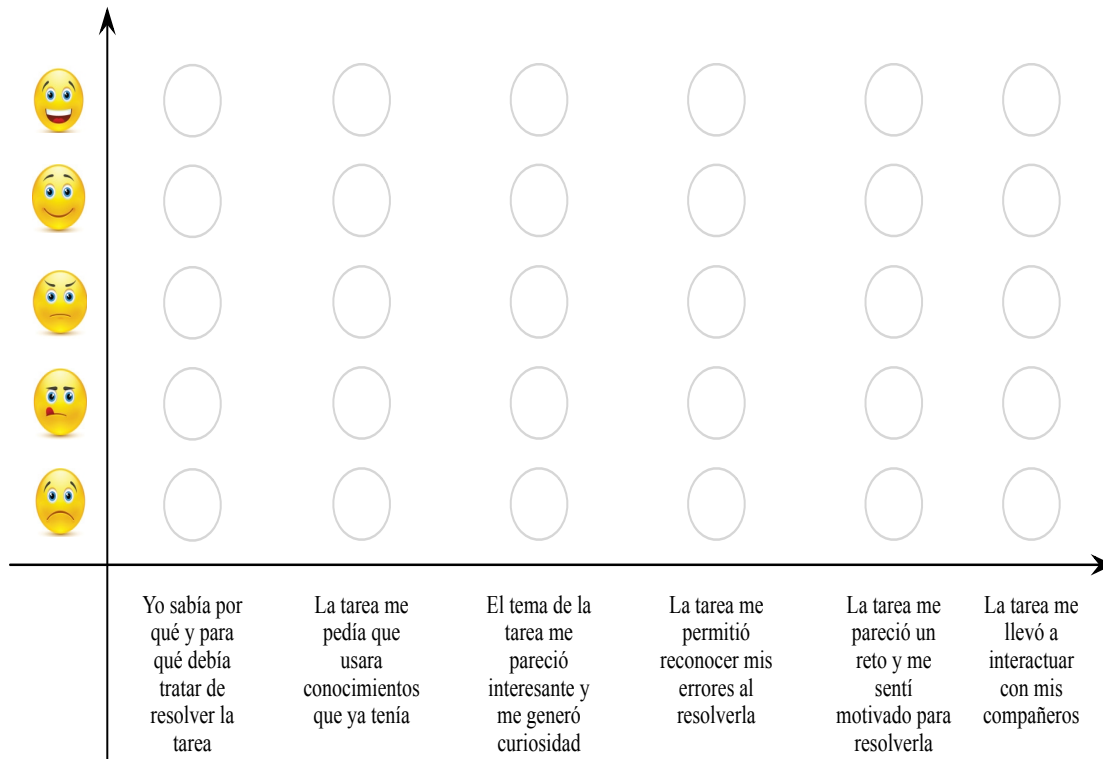 Yo sabía por
qué y para
qué debía
tratar de
resolver la
tarea
La tarea me
pedía que
usara
conocimientos
que ya tenía
El tema de la
tarea me
pareció
interesante y
me generó
curiosidad
La tarea me
permitió
reconocer mis
errores al
resolverla
La tarea me
pareció un
reto y me
sentí
motivado para
resolverla
La tarea me
llevó a
interactuar
con mis
compañeros